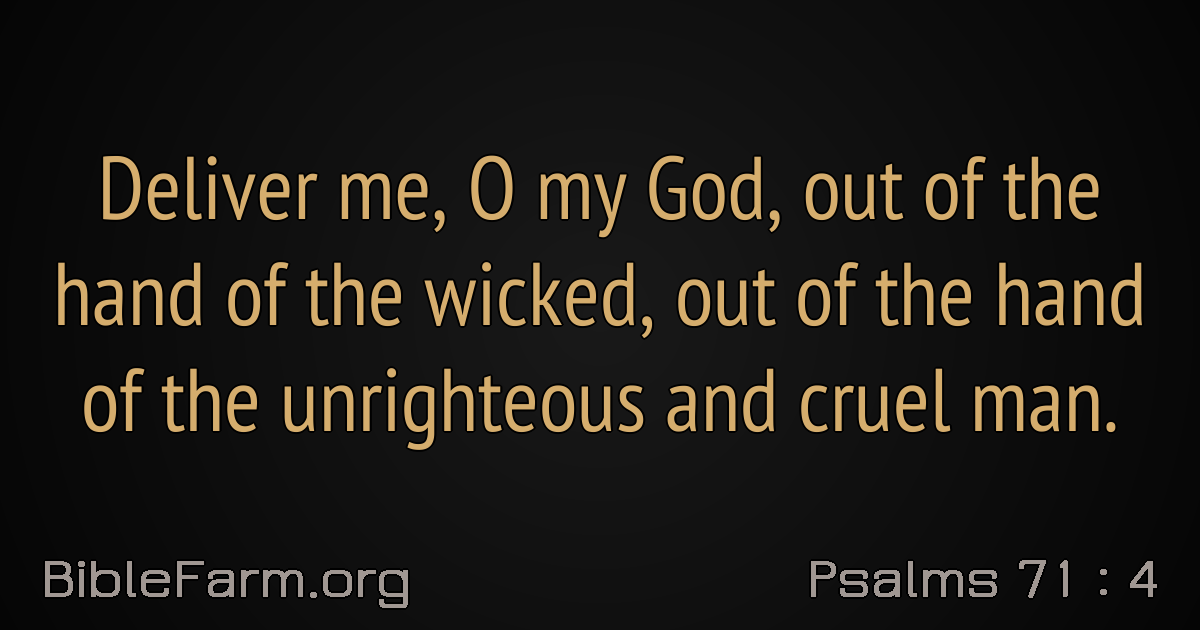 Deliver me, O my God, out of the
hand of the wicked, out of the hand
of the unrighteous and cruel man.
BibleFarm.org
Psalms 71 : 4